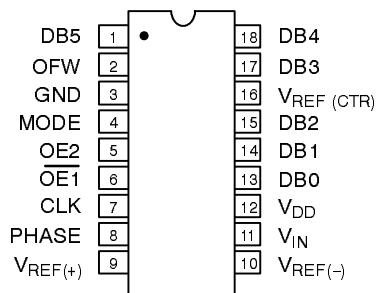 DB5 1 18 DB4
OFW 2 17 DB3
GND 3 16 VREF (CTR)
MODE 4 15 DB2
OE2 5 14 DB1
OE1 6 13 DB0
CLK 7 12 VDD
PHASE 8 11 VIN
VREF(+) 9 10 VREF(−)